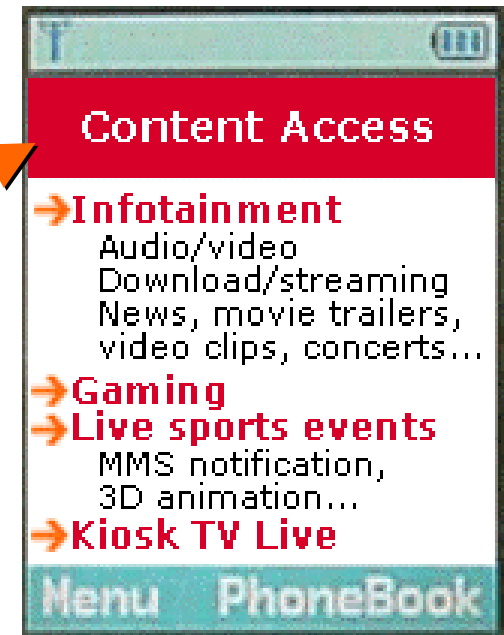 Content Access
Infotainment
Audio/video
Download/streaming
News, movie trailers,
video clips, concerts...
Gaming
Live sports events
MMS notification,
3D animation...
Kiosk TV Live
Menu PhoneBook